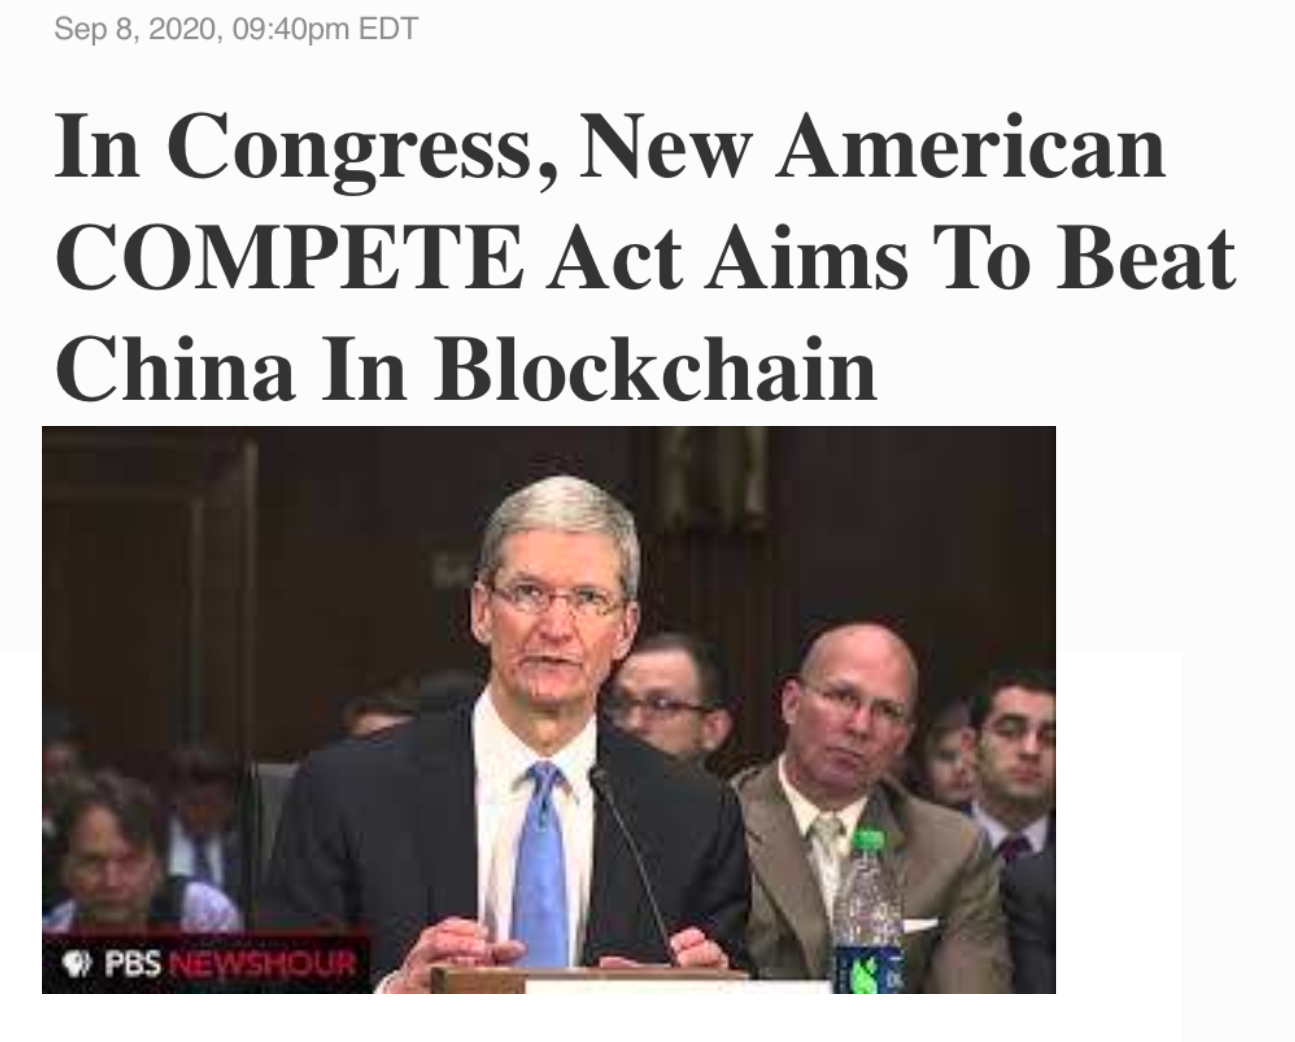 Sep 8, 2020, 09:40pm EDT
In Congress, New American
COMPETE Act Aims To Beat
China In Blockchain
PBS NEWSHOUR